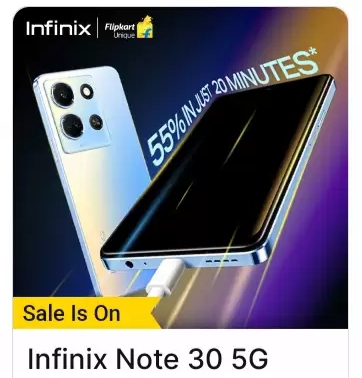 Infinix | Flipkart
Unique
55% IN JUST 20 MINUTES*
Sale Is On
Infinix Note 30 5G